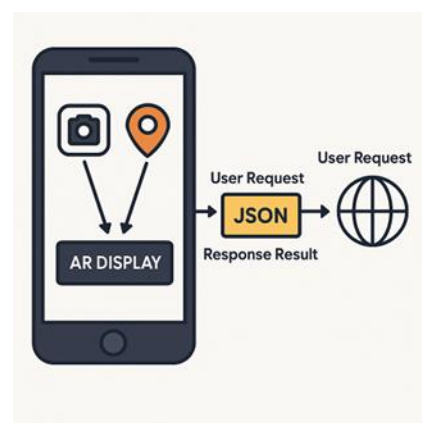 AR DISPLAY
User Request
JSON
Response Result
User Request